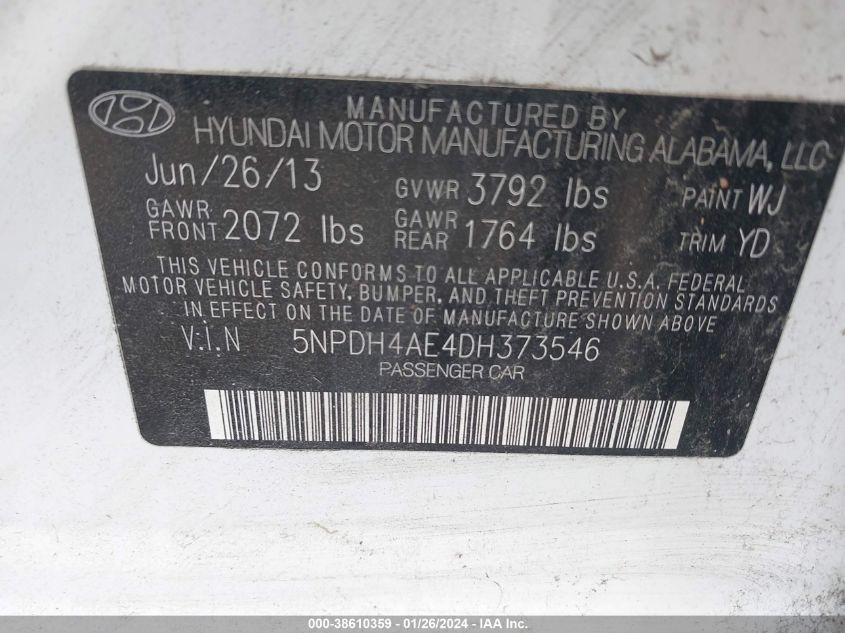 MANUFACTURED BY
HYUNDAI MOTOR MANUFACTURING ALABAMA, LLC
Jun/26/13 GVWR 3792 lbs PAINT WJ
GAWR FRONT 2072 lbs GAWR REAR 1764 lbs TRIM YD
THIS VEHICLE CONFORMS TO ALL APPLICABLE U.S.A. FEDERAL
MOTOR VEHICLE SAFETY, BUMPER, AND THEFT PREVENTION STANDARDS
IN EFFECT ON THE DATE OF MANUFACTURE SHOWN ABOVE
V.I.N 5NPDH4AE4DH373546
PASSENGER CAR
000-38610359 - 01/26/2024 - IAA Inc.